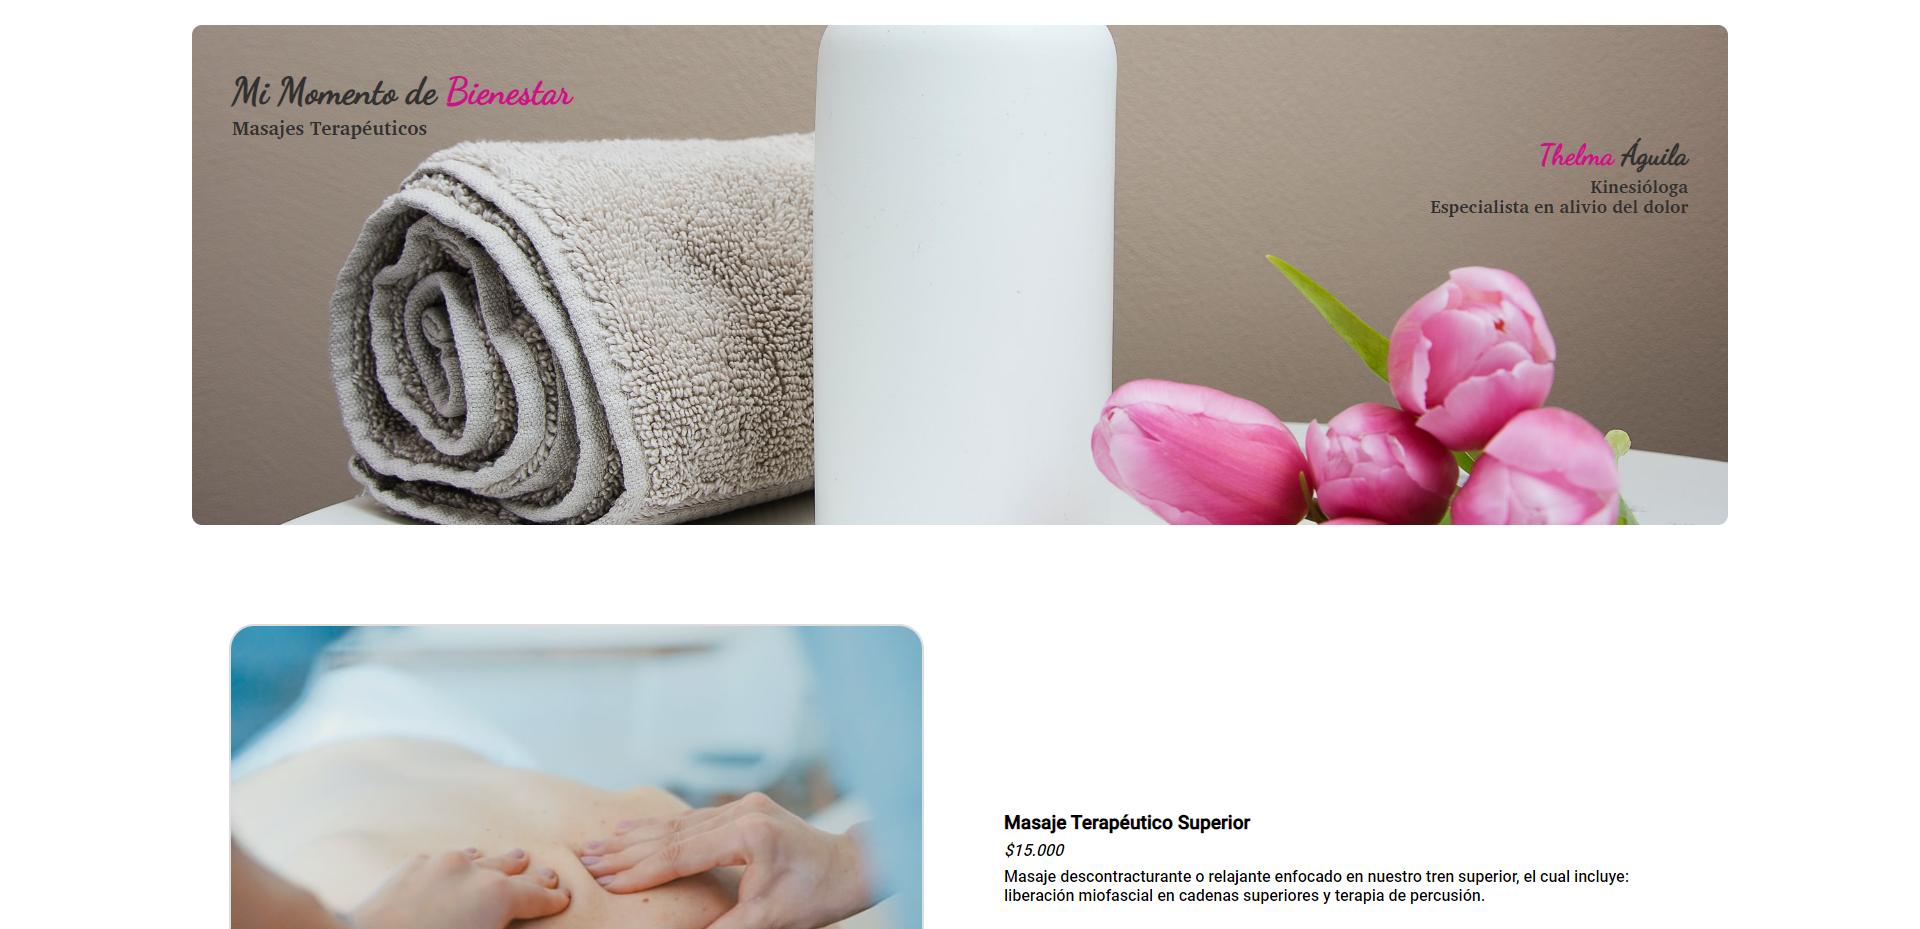 Mi Momento de Bienestar
Masajes Terapéuticos
Thelma Águila
Kinesióloga
Especialista en alivio del dolor
Masaje Terapéutico Superior
$15.000
Masaje descontracturante o relajante enfocado en nuestro tren superior, el cual incluye:
liberación miofascial en cadenas superiores y terapia de percusión.